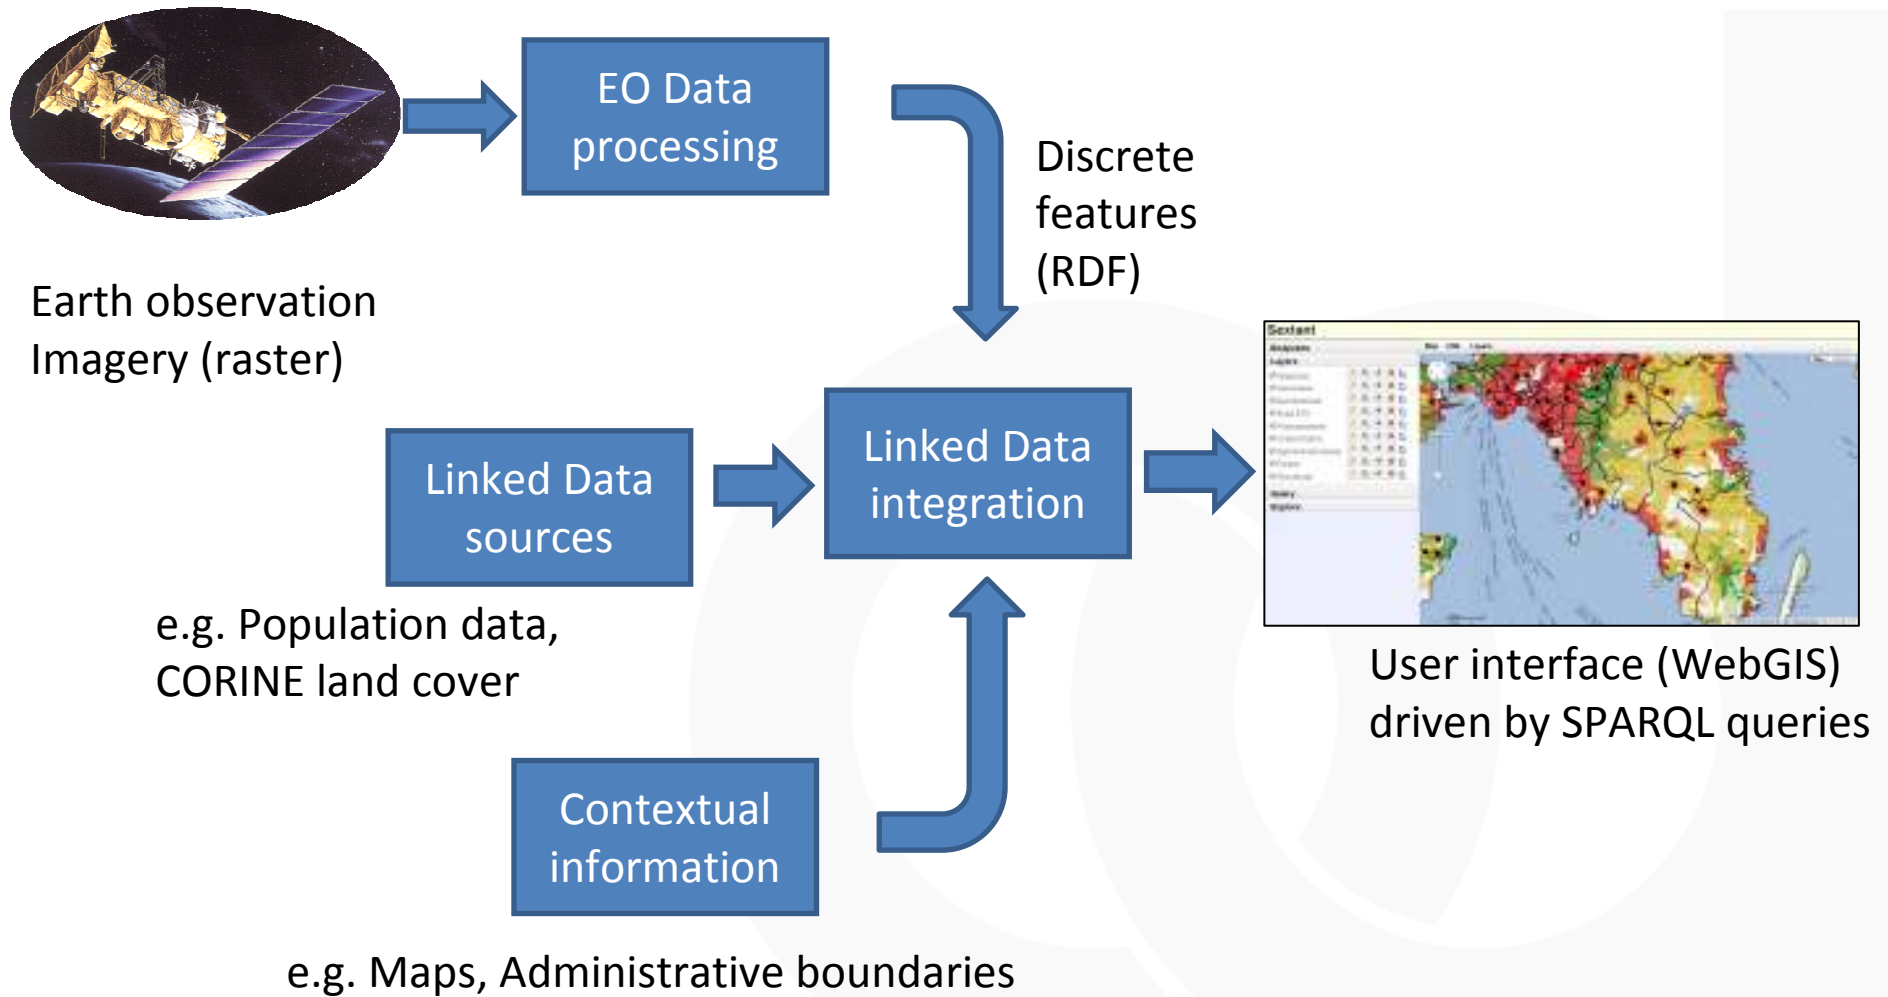 EO Data
processing
Discrete
features
(RDF)
Earth observation
Imagery (raster)
Linked Data
sources
e.g. Population data,
CORINE land cover
Linked Data
integration
Sextant
Layers
User interface (WebGIS)
driven by SPARQL queries
Contextual
information
e.g. Maps, Administrative boundaries